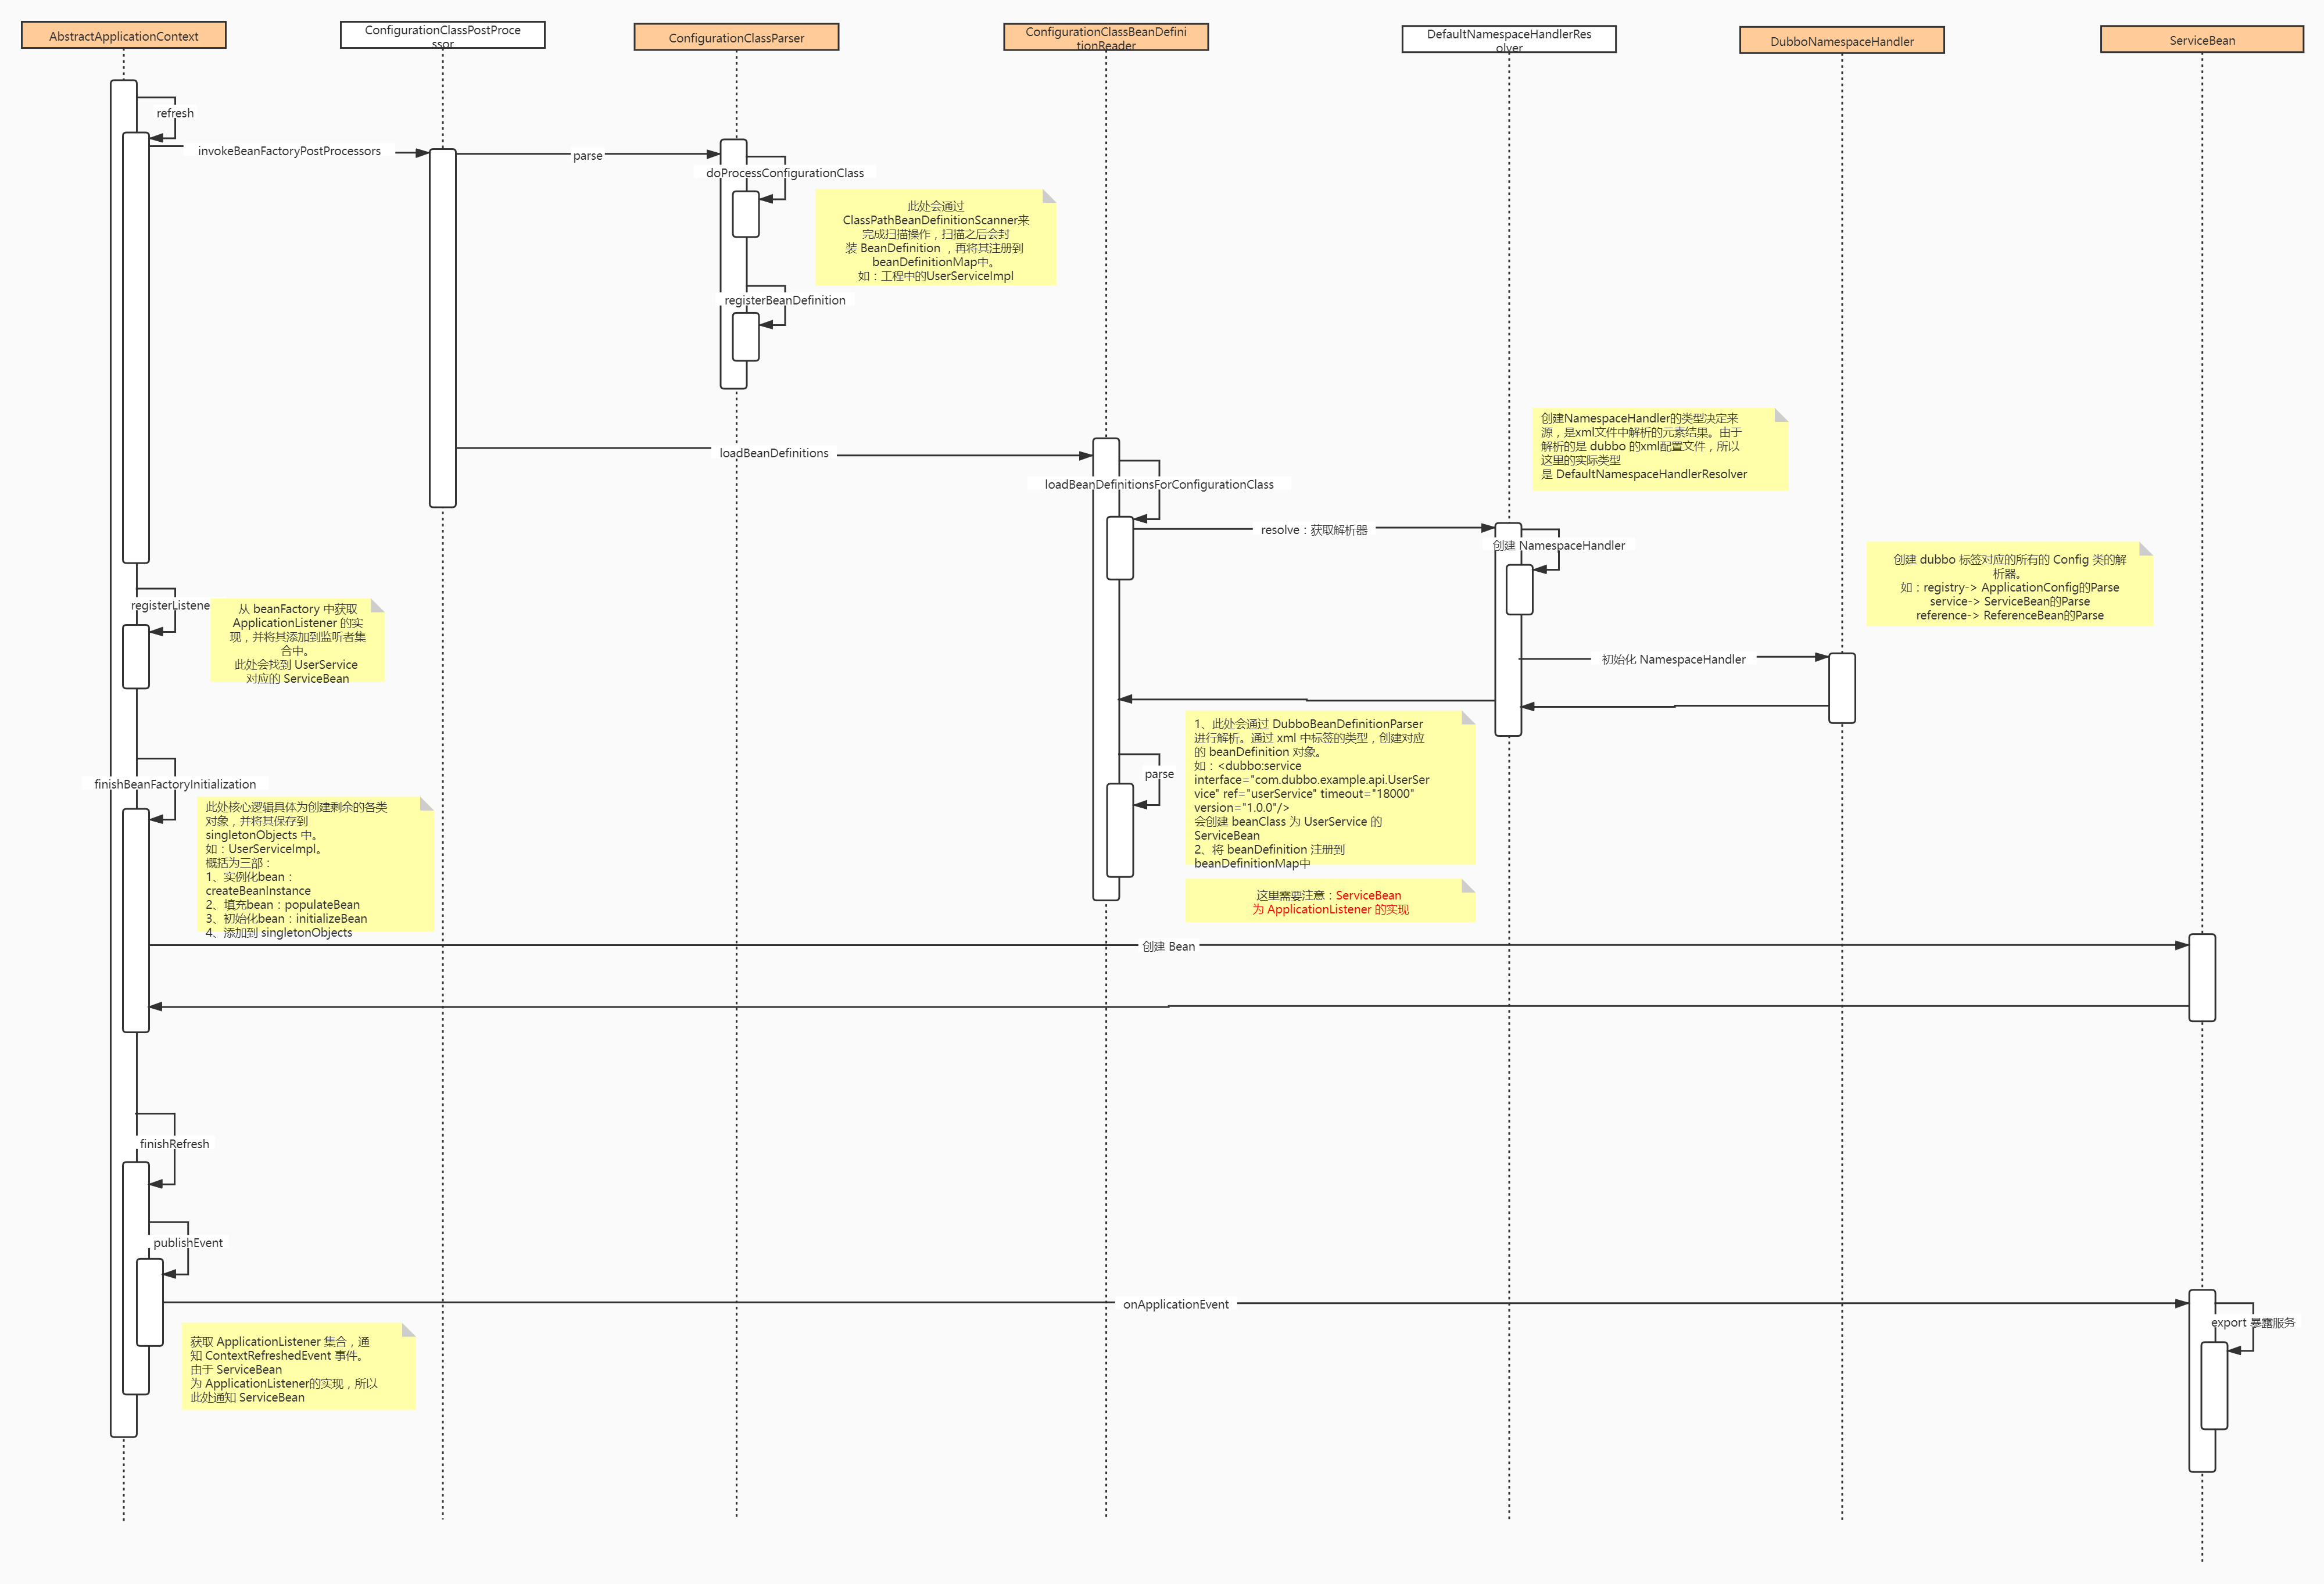 AbstractApplicationContext
ConfigurationClassPostProce
ssor
ConfigurationClassParser
ConfigurationClassBeanDefini
tionReader
DefaultNamespaceHandlerRes
olver
DubboNamespaceHandler
ServiceBean
refresh
invokeBeanFactoryPostProcessors
parse
doProcessConfigurationClass
此处会通过
ClassPathBeanDefinitionScanner来
完成扫描操作，扫描之后会封
装 BeanDefinition ，再将其注册到
beanDefinitionMap中。
如：工程中的UserServiceImpl
registerBeanDefinition
loadBeanDefinitions
loadBeanDefinitionsForConfigurationClass
创建NamespaceHandler的类型决定来
源，是xml文件中解析的元素结果。由于
解析的是 dubbo 的xml配置文件，所以
这里的实际类型
是 DefaultNamespaceHandlerResolver
resolve：获取解析器
创建 NamespaceHandler
创建 dubbo 标签对应的所有的 Config 类的解
析器。
如：registry-> ApplicationConfig的Parse
service-> ServiceBean的Parse
reference-> ReferenceBean的Parse
registerListene
从 beanFactory 中获取
ApplicationListener 的实
现，并将其添加到监听者集
合中。
此处会找到 UserService
对应的 ServiceBean
初始化 NamespaceHandler
1、此处会通过 DubboBeanDefinitionParser
进行解析。通过 xml 中标签的类型，创建对应
的 beanDefinition 对象。
如：<dubbo:service
interface="com.dubbo.example.api.UserSer
vice" ref="userService" timeout="18000"
version="1.0.0"/>
会创建 beanClass 为 UserService 的
ServiceBean
2、将 beanDefinition 注册到
beanDefinitionMap中
parse
这里需要注意：ServiceBean
为 ApplicationListener 的实现
finishBeanFactoryInitialization
此处核心逻辑具体为创建剩余的各类
对象，并将其保存到
singletonObjects 中。
如：UserServiceImpl。
概括为三部：
1、实例化bean：
createBeanInstance
2、填充bean：populateBean
3、初始化bean：initializeBean
4、添加到 singletonObjects
创建 Bean
finishRefresh
publishEvent
onApplicationEvent
export 暴露服务
获取 ApplicationListener 集合，通
知 ContextRefreshedEvent 事件。
由于 ServiceBean
为 ApplicationListener的实现，所以
此处通知 ServiceBean